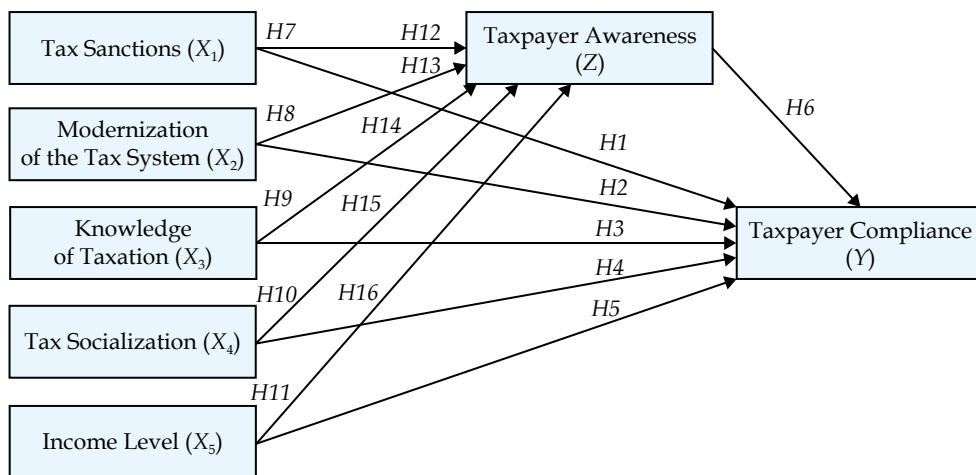 Tax Sanctions (X₁)
H7
H12
Taxpayer Awareness
(Z)
H13
H6
Modernization
of the Tax System (X₂)
H8
H14
H1
H2
Knowledge
of Taxation (X₃)
H9
H15
H3
Taxpayer Compliance
(Y)
H10
H16
H4
Tax Socialization (X₄)
H5
H11
Income Level (X₅)